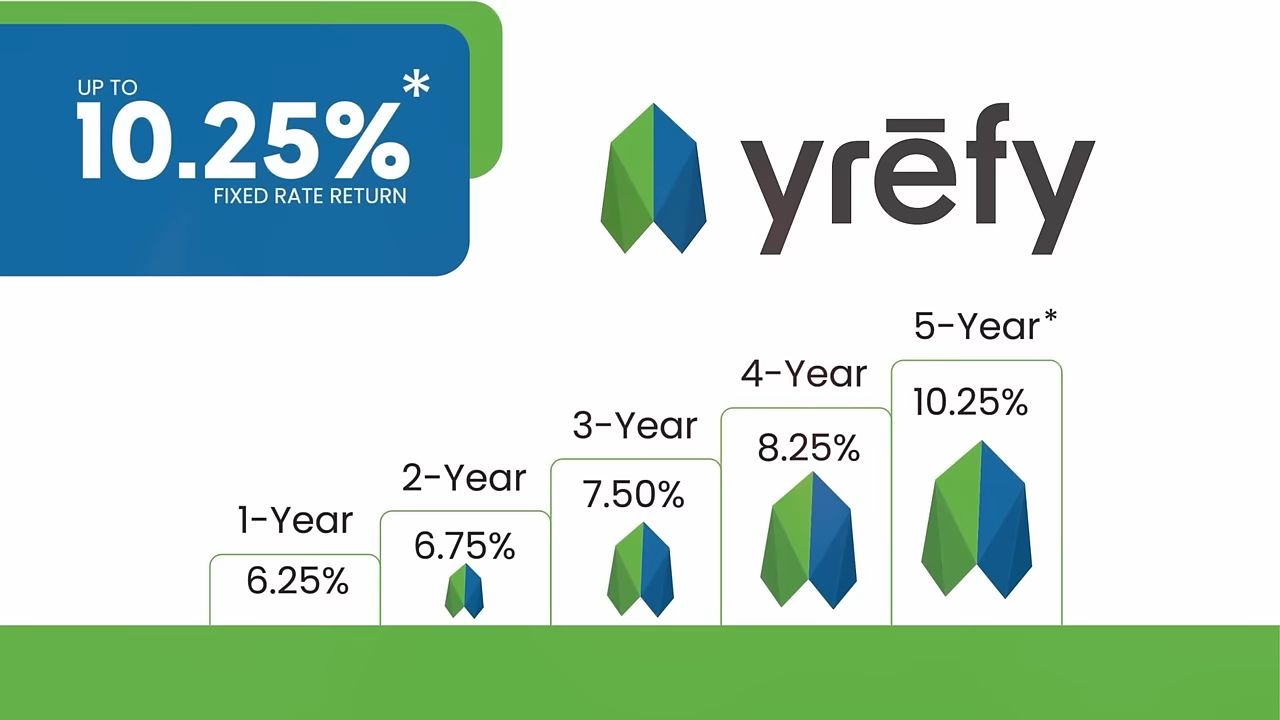 UP TO
10.25%*
FIXED RATE RETURN
yrēfy
1-Year
6.25%
2-Year
6.75%
3-Year
7.50%
4-Year
8.25%
5-Year*
10.25%